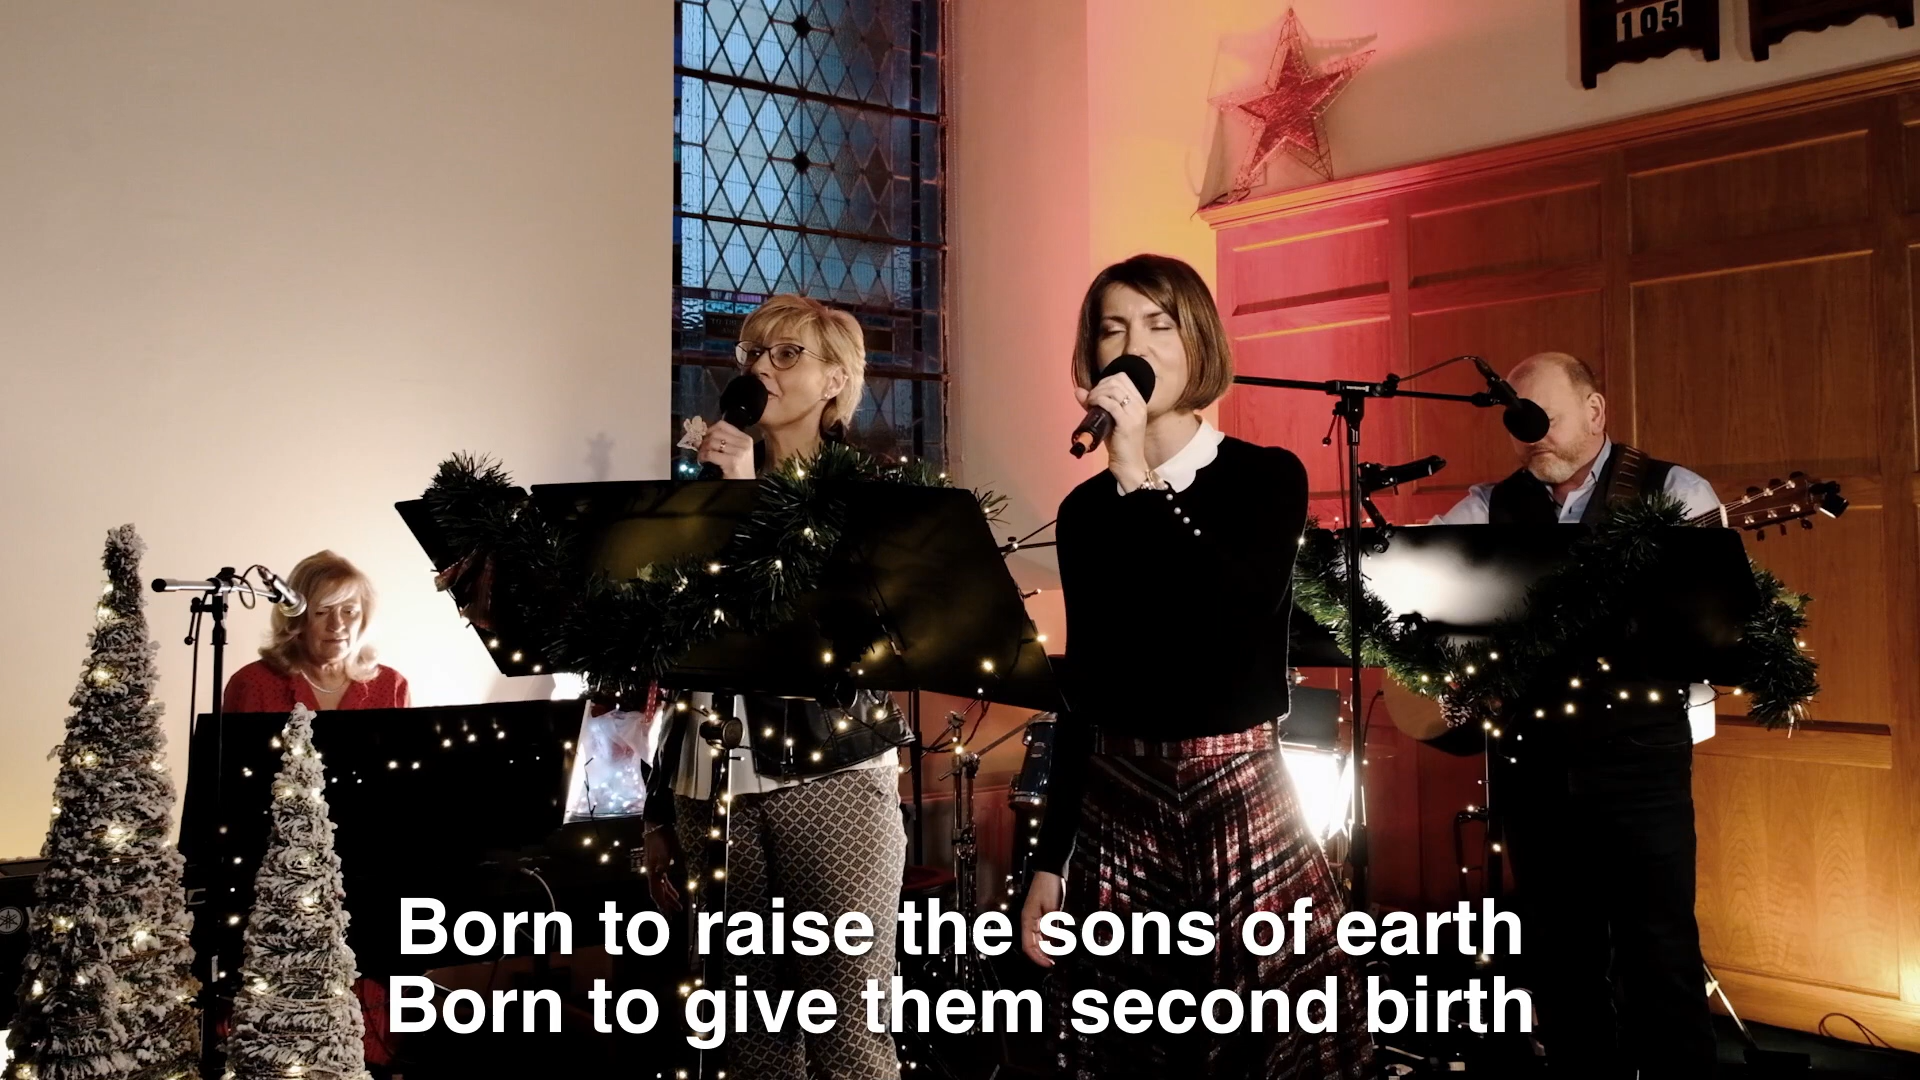 105
Born to raise the sons of earth
Born to give them second birth